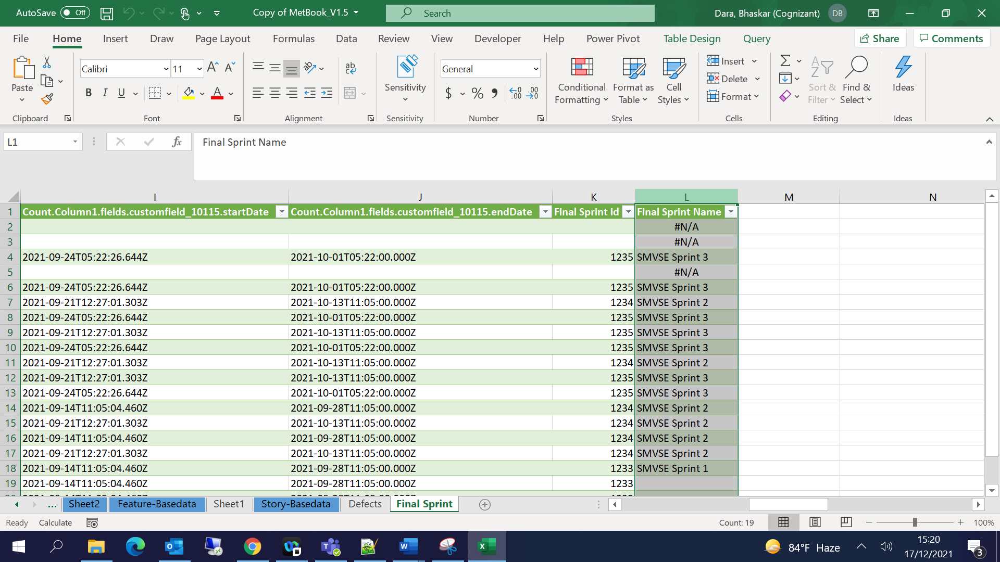 AutoSave Off Copy of MetBook_V1.5 Search Dara, Bhaskar (Cognizant) DB
File Home Insert Draw Page Layout Formulas Data Review View Developer Help Power Pivot Table Design Query Share Comments
Paste Calibri 11 A A ab General Sensitivity Conditional Formatting Format as Table Cell Styles Insert Delete Format Sort & Filter Find & Select Ideas
B I U A $ % .00 .00
Clipboard Font Alignment Sensitivity Number Styles Cells Editing Ideas
L1 fx Final Sprint Name
I J K L M N
1 Count.Column1.fields.customfield_10115.startDate Count.Column1.fields.customfield_10115.endDate Final Sprint id Final Sprint Name
2 #N/A
3 #N/A
4 2021-09-24T05:22:26.644Z 2021-10-01T05:22:00.000Z 1235 SMVSE Sprint 3
5 #N/A
6 2021-09-24T05:22:26.644Z 2021-10-01T05:22:00.000Z 1235 SMVSE Sprint 3
7 2021-09-21T12:27:01.303Z 2021-10-13T11:05:00.000Z 1234 SMVSE Sprint 2
8 2021-09-24T05:22:26.644Z 2021-10-01T05:22:00.000Z 1235 SMVSE Sprint 3
9 2021-09-21T12:27:01.303Z 2021-10-13T11:05:00.000Z 1235 SMVSE Sprint 3
10 2021-09-24T05:22:26.644Z 2021-10-01T05:22:00.000Z 1235 SMVSE Sprint 3
11 2021-09-21T12:27:01.303Z 2021-10-13T11:05:00.000Z 1234 SMVSE Sprint 2
12 2021-09-21T12:27:01.303Z 2021-10-13T11:05:00.000Z 1235 SMVSE Sprint 3
13 2021-09-24T05:22:26.644Z 2021-10-01T05:22:00.000Z 1235 SMVSE Sprint 3
14 2021-09-14T11:05:04.460Z 2021-09-28T11:05:00.000Z 1234 SMVSE Sprint 2
15 2021-09-21T12:27:01.303Z 2021-10-13T11:05:00.000Z 1234 SMVSE Sprint 2
16 2021-09-14T11:05:04.460Z 2021-09-28T11:05:00.000Z 1234 SMVSE Sprint 2
17 2021-09-21T12:27:01.303Z 2021-10-13T11:05:00.000Z 1234 SMVSE Sprint 2
18 2021-09-14T11:05:04.460Z 2021-09-28T11:05:00.000Z 1233 SMVSE Sprint 1
19 2021-09-14T11:05:04.460Z 2021-09-28T11:05:00.000Z 1233
... Sheet2 Feature-Basedata Sheet1 Story-Basedata Defects Final Sprint
Ready Calculate Count: 19 100%
84°F Haze 15:20
17/12/2021 3